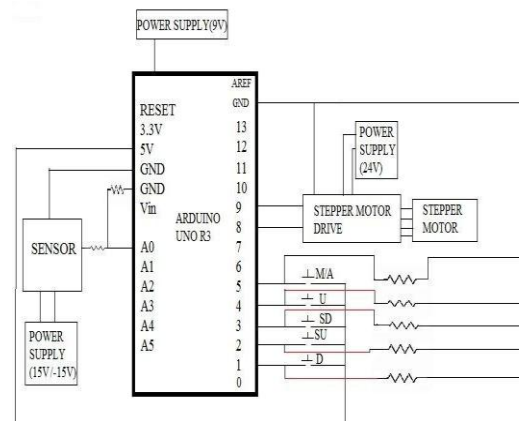 POWER SUPPLY(9V)
AREF
GND
RESET
3.3V
5V
GND
GND
Vin
A0
A1
A2
A3
A4
A5
ARDUINO
UNO R3
13
12
11
10
9
8
7
6
5
4
3
2
1
0
SENSOR
POWER
SUPPLY
(15V/-15V)
POWER
SUPPLY
(24V)
STEPPER MOTOR
DRIVE
STEPPER
MOTOR
M/A
U
SD
SU
D